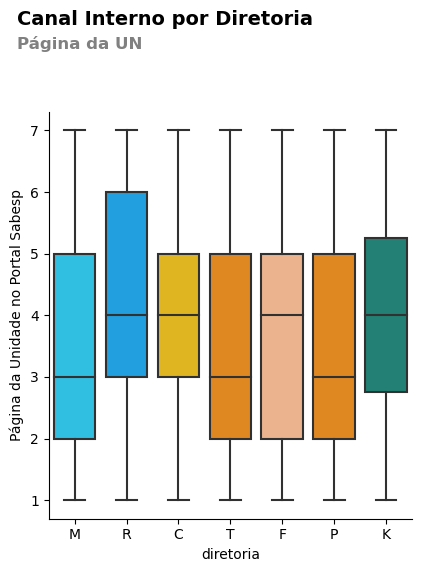 Canal Interno por Diretoria
Página da UN
Página da Unidade no Portal Sabesp
7
6
5
4
3
2
1
M R C T F P K
diretoria